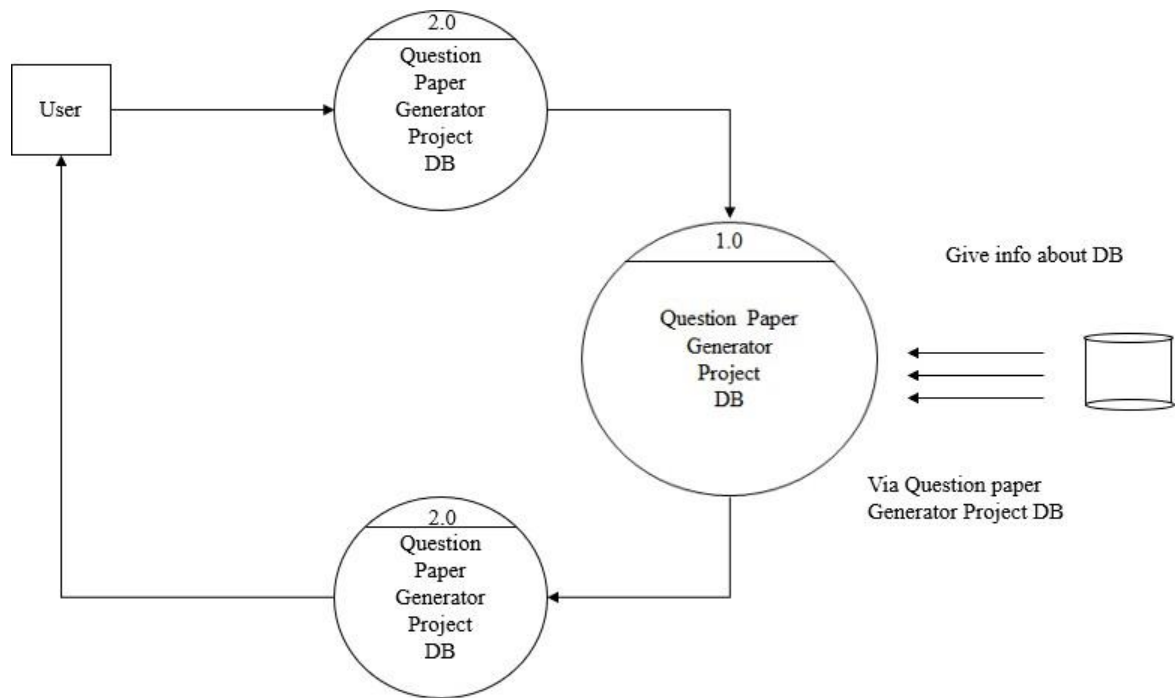 2.0
Question
Paper
Generator
Project
DB
User
1.0
Question Paper
Generator
Project
DB
Give info about DB
Via Question paper
Generator Project DB
2.0
Question
Paper
Generator
Project
DB